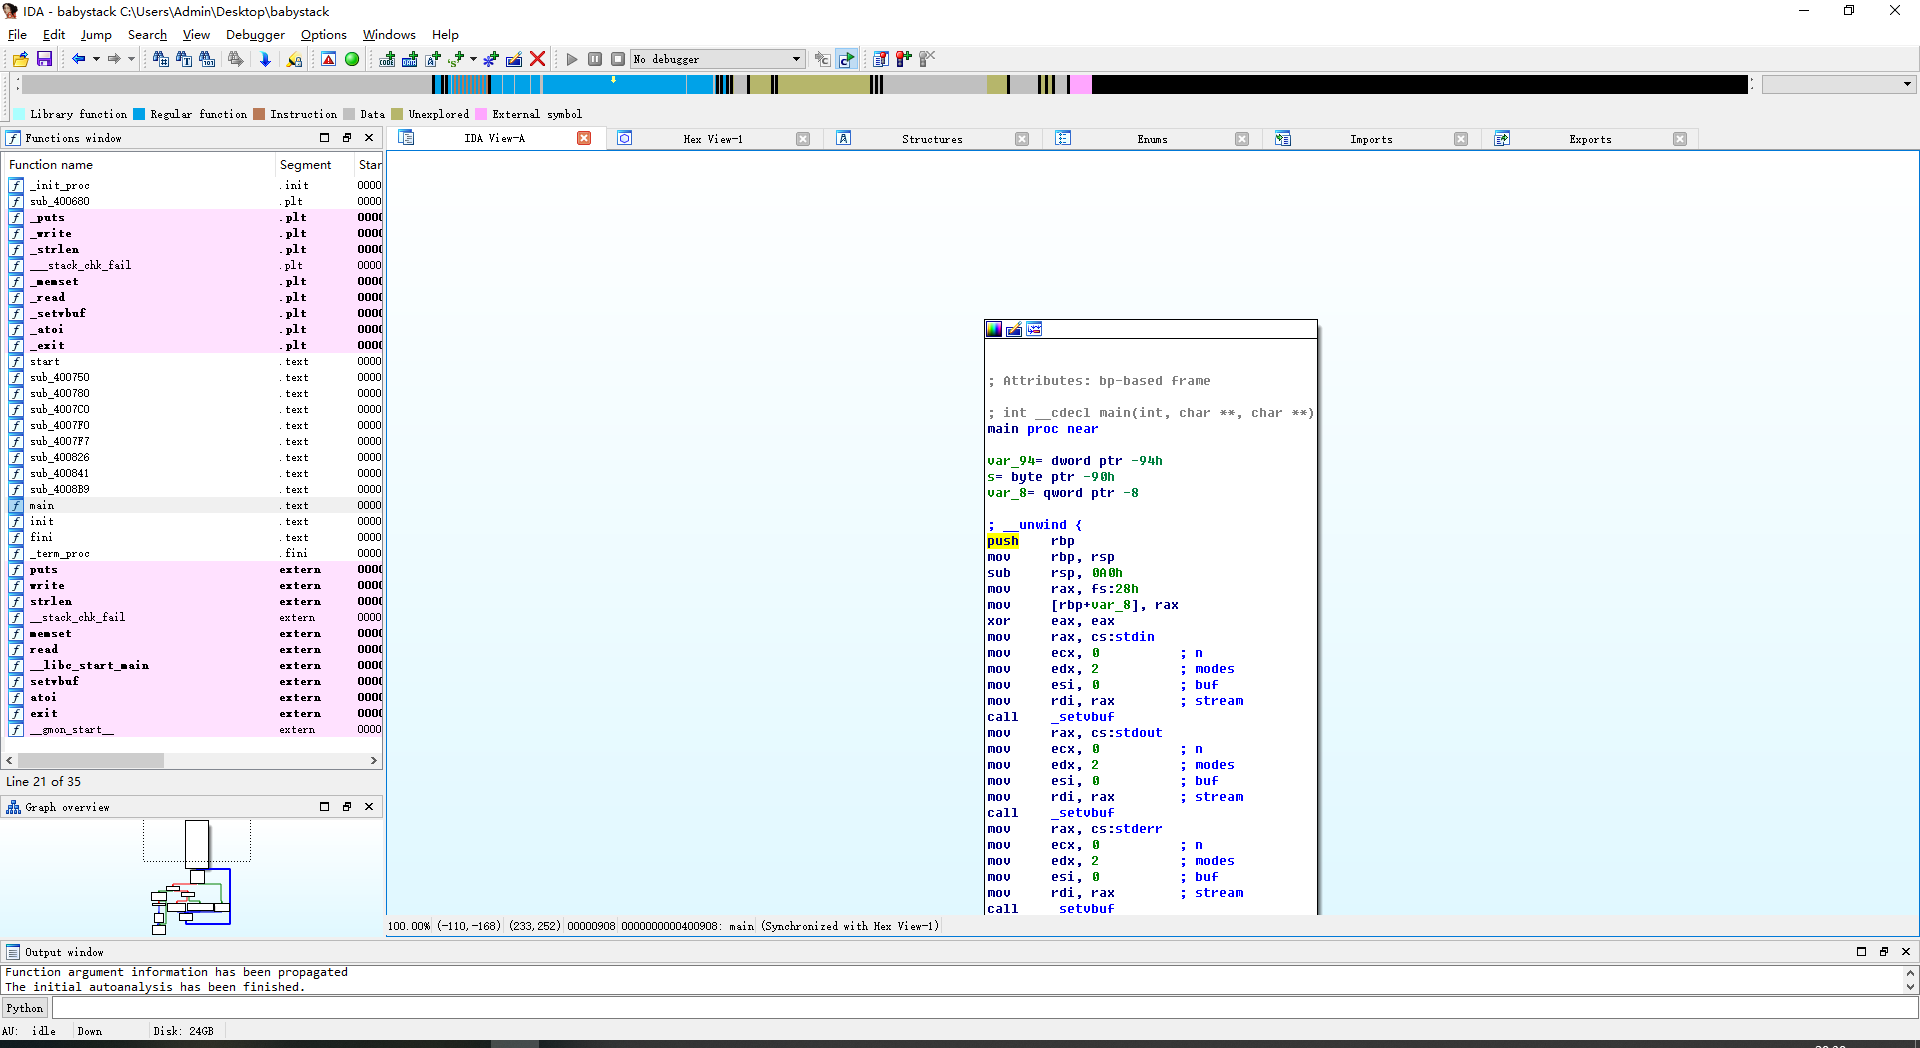 IDA - babystack C:\Users\Admin\Desktop\babystack
File Edit Jump Search View Debugger Options Windows Help
No debugger
Library function Regular function Instruction Data Unexplored External symbol
Functions window
IDA View-A
Hex View-1
Structures
Enums
Imports
Exports
Function name Segment Star
_init_proc .init 0000
sub_400680 .plt 0000
_puts .plt 0000
_write .plt 0000
_strlen .plt 0000
___stack_chk_fail .plt 0000
_memset .plt 0000
_read .plt 0000
_setvbuf .plt 0000
_atoi .plt 0000
_exit .plt 0000
start .text 0000
sub_400750 .text 0000
sub_400780 .text 0000
sub_4007C0 .text 0000
sub_4007F0 .text 0000
sub_4007F7 .text 0000
sub_400826 .text 0000
sub_400841 .text 0000
sub_4008B9 .text 0000
main .text 0000
init .text 0000
fini .text 0000
_term_proc .fini 0000
puts extern 0000
write extern 0000
strlen extern 0000
__stack_chk_fail extern 0000
memset extern 0000
read extern 0000
__libc_start_main extern 0000
setvbuf extern 0000
atoi extern 0000
exit extern 0000
__gmon_start__ extern 0000
Line 21 of 35
Graph overview
; Attributes: bp-based frame
; int __cdecl main(int, char **, char **)
main proc near
var_94= dword ptr -94h
s= byte ptr -90h
var_8= qword ptr -8
; __unwind {
push rbp
mov rbp, rsp
sub rsp, 0A0h
mov rax, fs:28h
mov [rbp+var_8], rax
xor eax, eax
mov rax, cs:stdin
mov ecx, 0 ; n
mov edx, 2 ; modes
mov esi, 0 ; buf
mov rdi, rax ; stream
call _setvbuf
mov rax, cs:stdout
mov ecx, 0 ; n
mov edx, 2 ; modes
mov esi, 0 ; buf
mov rdi, rax ; stream
call _setvbuf
mov rax, cs:stderr
mov ecx, 0 ; n
mov edx, 2 ; modes
mov esi, 0 ; buf
mov rdi, rax ; stream
call _setvbuf
100.00% (-110,-168) (233,252) 00000908 0000000000400908: main (Synchronized with Hex View-1)
Output window
Function argument information has been propagated
The initial autoanalysis has been finished.
Python
AU: idle Down Disk: 24GB